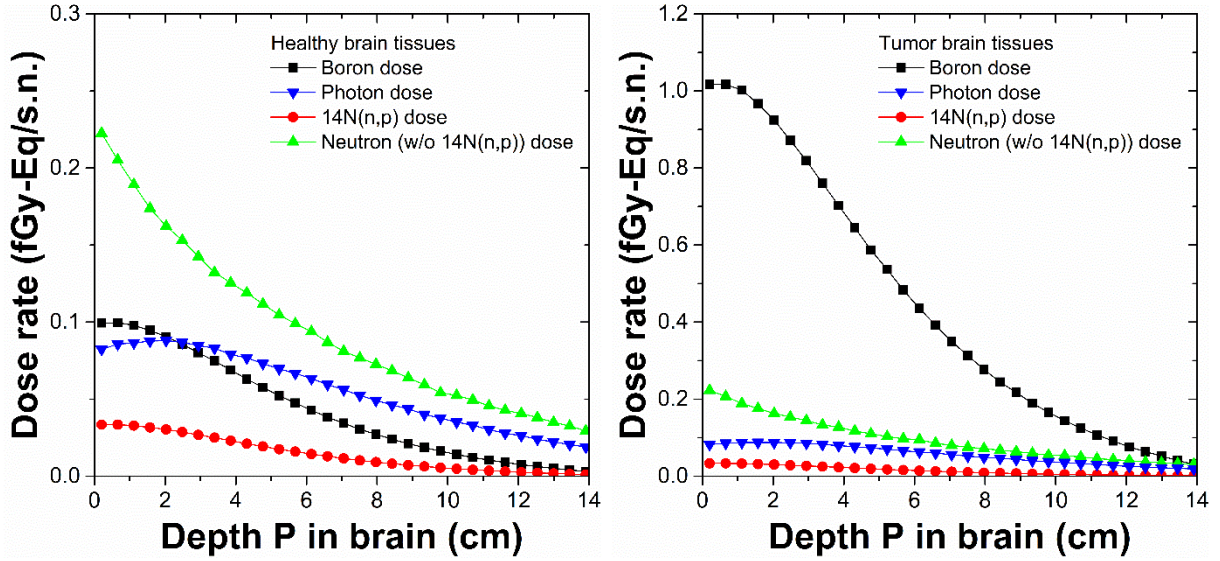 Dose rate (fGy-Eq/s.n.)
0.3
0.2
0.1
0.0
Healthy brain tissues
Boron dose
Photon dose
14N(n,p) dose
Neutron (w/o 14N(n,p)) dose
0 2 4 6 8 10 12 14
Depth P in brain (cm)
Dose rate (fGy-Eq/s.n.)
1.2
1.0
0.8
0.6
0.4
0.2
0.0
Tumor brain tissues
Boron dose
Photon dose
14N(n,p) dose
Neutron (w/o 14N(n,p)) dose
0 2 4 6 8 10 12 14
Depth P in brain (cm)